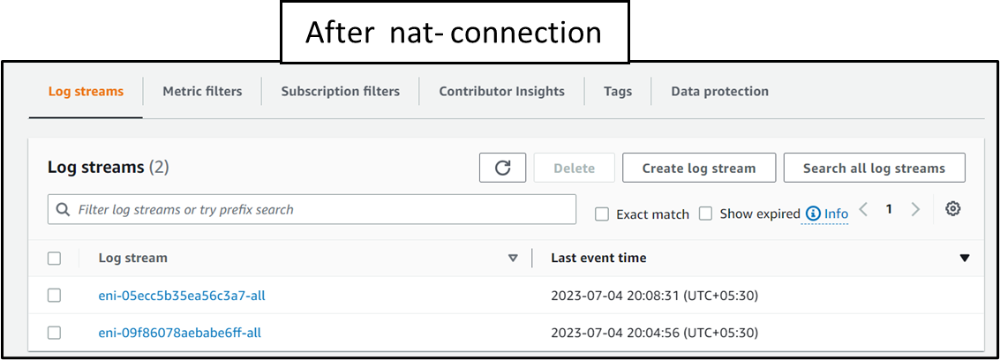 After nat- connection
Log streams Metric filters Subscription filters Contributor Insights Tags Data protection
Log streams (2) Delete Create log stream Search all log streams
Filter log streams or try prefix search Exact match Show expired Info 1
Log stream Last event time
eni-05ecc5b35ea56c3a7-all 2023-07-04 20:08:31 (UTC+05:30)
eni-09f86078aebabe6ff-all 2023-07-04 20:04:56 (UTC+05:30)